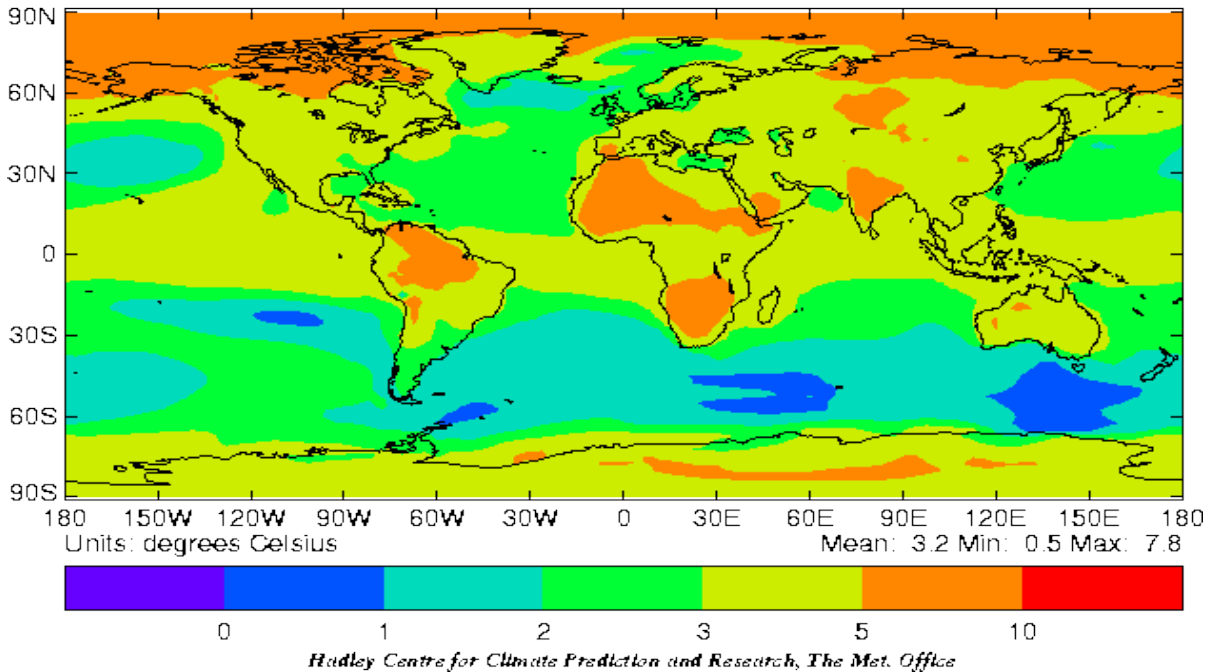 90N
60N
30N
0
30S
60S
90S
180 150W 120W 90W 60W 30W 0 30E 60E 90E 120E 150E 180
Units: degrees Celsius Mean: 3.2 Min: 0.5 Max: 7.8
0 1 2 3 5 10
Hadley Centre for Climate Prediction and Research, The Met. Office